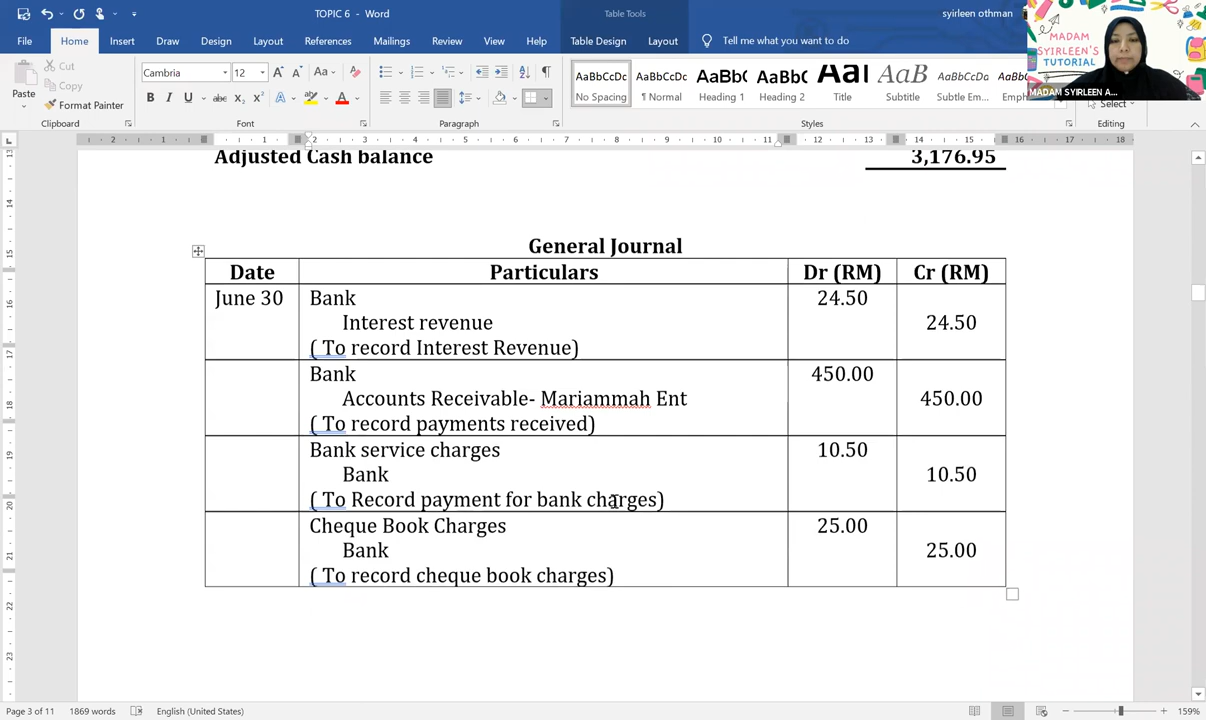 TOPIC 6 - Word
Table Tools
syirleen othman
File Home Insert Draw Design Layout References Mailings Review View Help Table Design Layout Tell me what you want to do
MADAM
SYIRLEEN'S
TUTORIAL
MADAM SYIRLEEN A...
Paste
Cut
Copy
Format Painter
Clipboard
Cambria 12
Font
Paragraph
AaBbCcDc
No Spacing
AaBbCcDc
¶ Normal
AaBbC
Heading 1
AaBbC
Heading 2
AaI
Title
AaB
Subtitle
AaBbCcDc
Subtle Em...
AaBbCcD
Emph
Styles
Select
Editing
Adjusted Cash balance 3,176.95
General Journal
Date Particulars Dr (RM) Cr (RM)
June 30 Bank 24.50
Interest revenue 24.50
( To record Interest Revenue)
Bank 450.00
Accounts Receivable- Mariammah Ent 450.00
( To record payments received)
Bank service charges 10.50
Bank 10.50
( To Record payment for bank charges)
Cheque Book Charges 25.00
Bank 25.00
( To record cheque book charges)
Page 3 of 11 1869 words English (United States) 159%